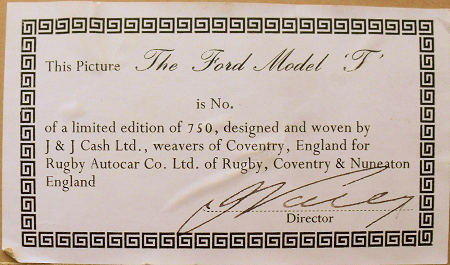 This Picture The Ford Model 'T'
is No.
of a limited edition of 750, designed and woven by
J & J Cash Ltd., weavers of Coventry, England for
Rugby Autocar Co. Ltd. of Rugby, Coventry & Nuneaton
England
Director